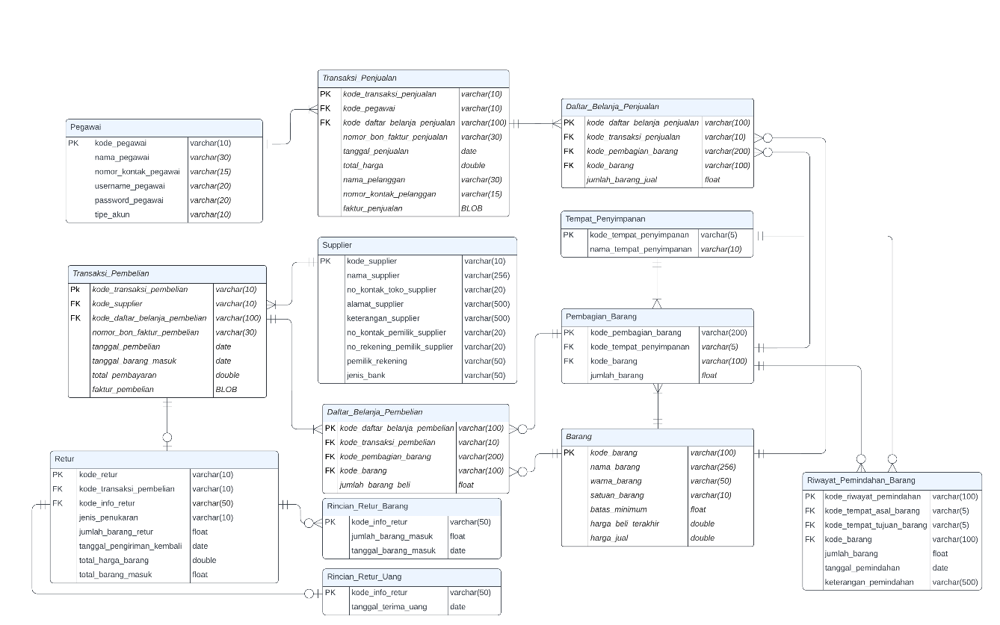 Transaksi_Penjualan
PK kode_transaksi_penjualan varchar(10)
FK kode_pegawai varchar(10)
FK kode_daftar_belanja_penjualan varchar(100)
nomor_bon_faktur_penjualan varchar(30)
tanggal_penjualan date
total_harga double
nama_pelanggan varchar(30)
nomor_kontak_pelanggan varchar(15)
faktur_penjualan BLOB
Daftar_Belanja_Penjualan
PK kode_daftar_belanja_penjualan varchar(100)
FK kode_transaksi_penjualan varchar(10)
FK kode_pembagian_barang varchar(200)
FK kode_barang varchar(100)
jumlah_barang_jual float
Pegawai
PK kode_pegawai varchar(10)
nama_pegawai varchar(30)
nomor_kontak_pegawai varchar(15)
username_pegawai varchar(20)
password_pegawai varchar(20)
tipe_akun varchar(10)
Tempat_Penyimpanan
PK kode_tempat_penyimpanan varchar(5)
nama_tempat_penyimpanan varchar(10)
Supplier
PK kode_supplier varchar(10)
nama_supplier varchar(256)
no_kontak_toko_supplier varchar(20)
alamat_supplier varchar(500)
keterangan_supplier varchar(500)
no_kontak_pemilik_supplier varchar(20)
no_rekening_pemilik_supplier varchar(20)
pemilik_rekening varchar(50)
jenis_bank varchar(50)
Transaksi_Pembelian
Pk kode_transaksi_pembelian varchar(10)
FK kode_supplier varchar(10)
FK kode_daftar_belanja_pembelian varchar(100)
nomor_bon_faktur_pembelian varchar(30)
tanggal_pembelian date
tanggal_barang_masuk date
total_pembayaran double
faktur_pembelian BLOB
Pembagian_Barang
PK kode_pembagian_barang varchar(200)
FK kode_tempat_penyimpanan varchar(5)
FK kode_barang varchar(100)
jumlah_barang float
Daftar_Belanja_Pembelian
PK kode_daftar_belanja_pembelian varchar(100)
FK kode_transaksi_pembelian varchar(10)
FK kode_pembagian_barang varchar(200)
FK kode_barang varchar(100)
jumlah_barang_beli float
Barang
PK kode_barang varchar(100)
nama_barang varchar(256)
warna_barang varchar(50)
satuan_barang varchar(10)
batas_minimum float
harga_beli_terakhir double
harga_jual double
Retur
PK kode_retur varchar(10)
FK kode_transaksi_pembelian varchar(10)
FK kode_info_retur varchar(50)
jenis_penukaran varchar(10)
jumlah_barang_retur float
tanggal_pengiriman_kembali date
total_harga_barang double
total_barang_masuk float
Riwayat_Pemindahan_Barang
PK kode_riwayat_pemindahan varchar(100)
FK kode_tempat_asal_barang varchar(5)
FK kode_tempat_tujuan_barang varchar(5)
FK kode_barang varchar(100)
jumlah_barang float
tanggal_pemindahan date
keterangan_pemindahan varchar(500)
Rincian_Retur_Barang
PK kode_info_retur varchar(50)
jumlah_barang_masuk float
tanggal_barang_masuk date
Rincian_Retur_Uang
PK kode_info_retur varchar(50)
tanggal_terima_uang date